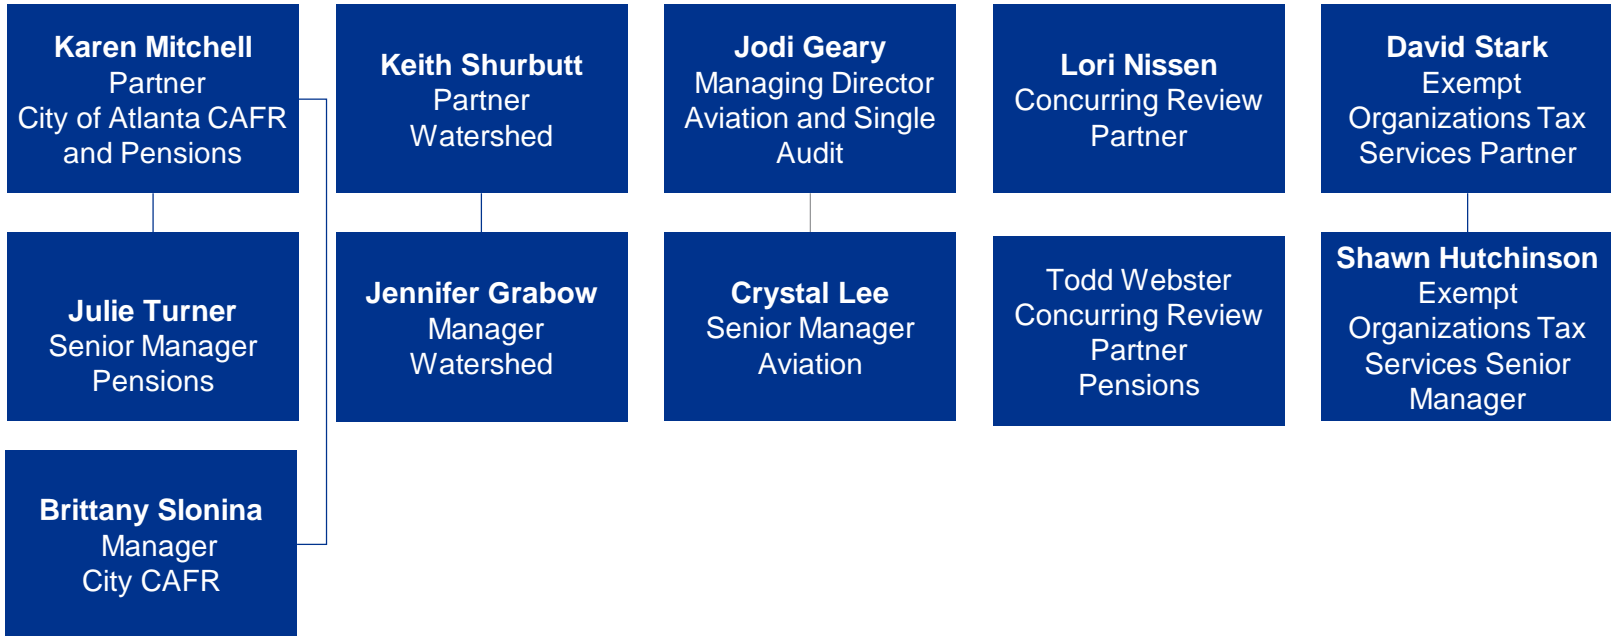 Karen Mitchell
Partner
City of Atlanta CAFR
and Pensions
Keith Shurbutt
Partner
Watershed
Jodi Geary
Managing Director
Aviation and Single
Audit
Lori Nissen
Concurring Review
Partner
David Stark
Exempt
Organizations Tax
Services Partner
Julie Turner
Senior Manager
Pensions
Jennifer Grabow
Manager
Watershed
Crystal Lee
Senior Manager
Aviation
Todd Webster
Concurring Review
Partner
Pensions
Shawn Hutchinson
Exempt
Organizations Tax
Services Senior
Manager
Brittany Slonina
Manager
City CAFR